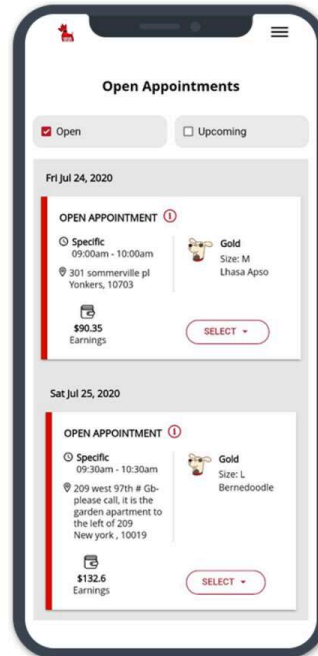 Open Appointments
Open
Upcoming
Fri Jul 24, 2020
OPEN APPOINTMENT
Specific
09:00am - 10:00am
301 sommerville pl
Yonkers, 10703
$90.35
Earnings
Gold
Size: M
Lhasa Apso
SELECT
Sat Jul 25, 2020
OPEN APPOINTMENT
Specific
09:30am - 10:30am
209 west 97th # Gb-
please call, it is the
garden apartment to
the left of 209
New york , 10019
$132.6
Earnings
Gold
Size: L
Bernedoodle
SELECT